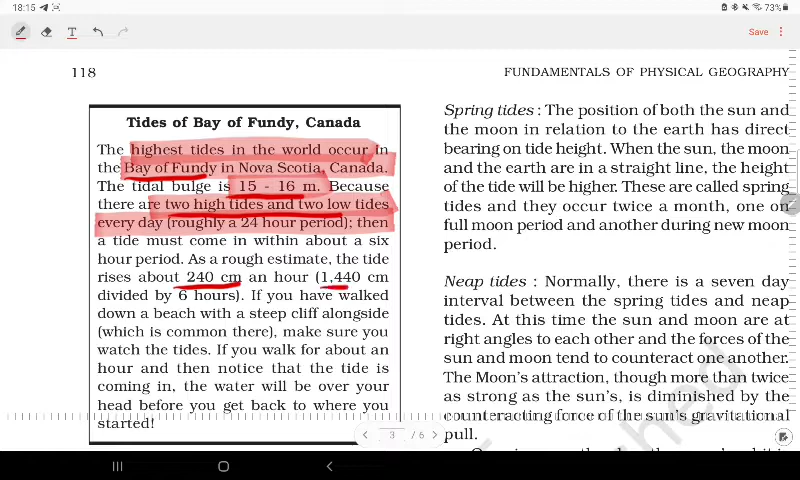 18:15
73%
T
Save
118
FUNDAMENTALS OF PHYSICAL GEOGRAPHY
Tides of Bay of Fundy, Canada
The highest tides in the world occur in
the Bay of Fundy in Nova Scotia, Canada.
The tidal bulge is 15 - 16 m. Because
there are two high tides and two low tides
every day (roughly a 24 hour period); then
a tide must come in within about a six
hour period. As a rough estimate, the tide
rises about 240 cm an hour (1,440 cm
divided by 6 hours). If you have walked
down a beach with a steep cliff alongside
(which is common there), make sure you
watch the tides. If you walk for about an
hour and then notice that the tide is
coming in, the water will be over your
head before you get back to where you
started!
Spring tides : The position of both the sun and
the moon in relation to the earth has direct
bearing on tide height. When the sun, the moon
and the earth are in a straight line, the height
of the tide will be higher. These are called spring
tides and they occur twice a month, one on
full moon period and another during new moon
period.
Neap tides : Normally, there is a seven day
interval between the spring tides and neap
tides. At this time the sun and moon are at
right angles to each other and the forces of the
sun and moon tend to counteract one another.
The Moon's attraction, though more than twice
as strong as the sun's, is diminished by the
counteracting force of the sun's gravitational
pull.
3 / 6